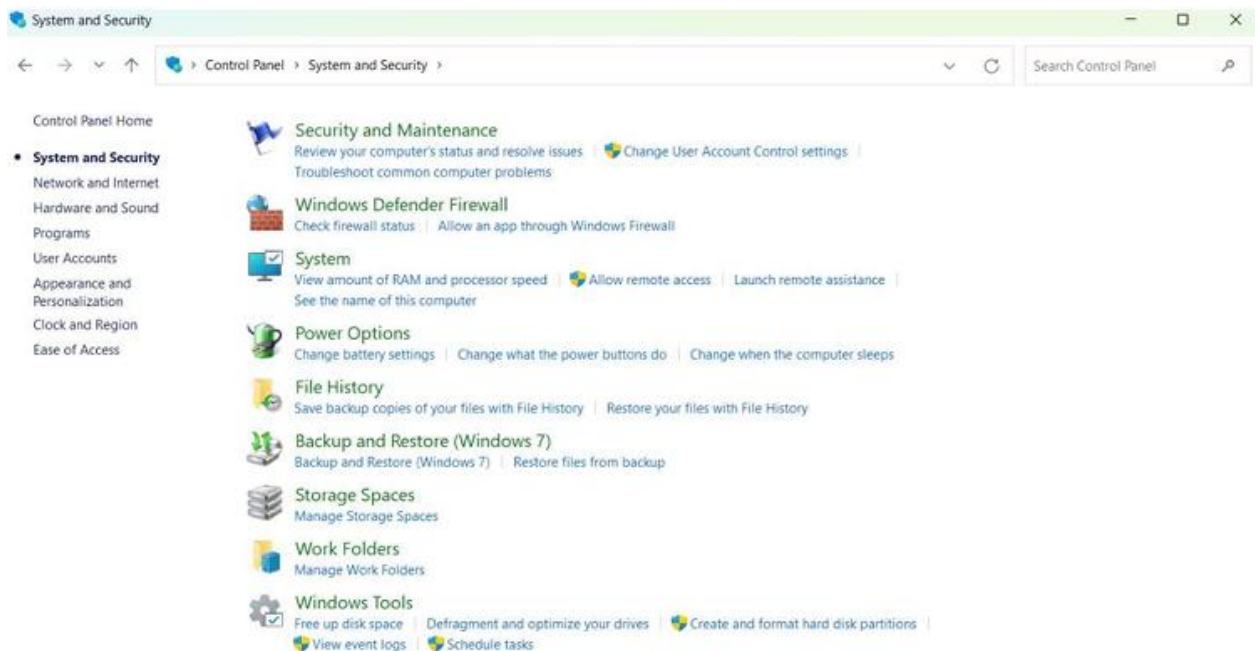 System and Security
Control Panel > System and Security >
Search Control Panel
Control Panel Home
System and Security
Network and Internet
Hardware and Sound
Programs
User Accounts
Appearance and
Personalization
Clock and Region
Ease of Access
Security and Maintenance
Review your computer's status and resolve issues | Change User Account Control settings |
Troubleshoot common computer problems
Windows Defender Firewall
Check firewall status | Allow an app through Windows Firewall
System
View amount of RAM and processor speed | Allow remote access | Launch remote assistance |
See the name of this computer
Power Options
Change battery settings | Change what the power buttons do | Change when the computer sleeps
File History
Save backup copies of your files with File History | Restore your files with File History
Backup and Restore (Windows 7)
Backup and Restore (Windows 7) | Restore files from backup
Storage Spaces
Manage Storage Spaces
Work Folders
Manage Work Folders
Windows Tools
Free up disk space | Defragment and optimize your drives | Create and format hard disk partitions |
View event logs | Schedule tasks